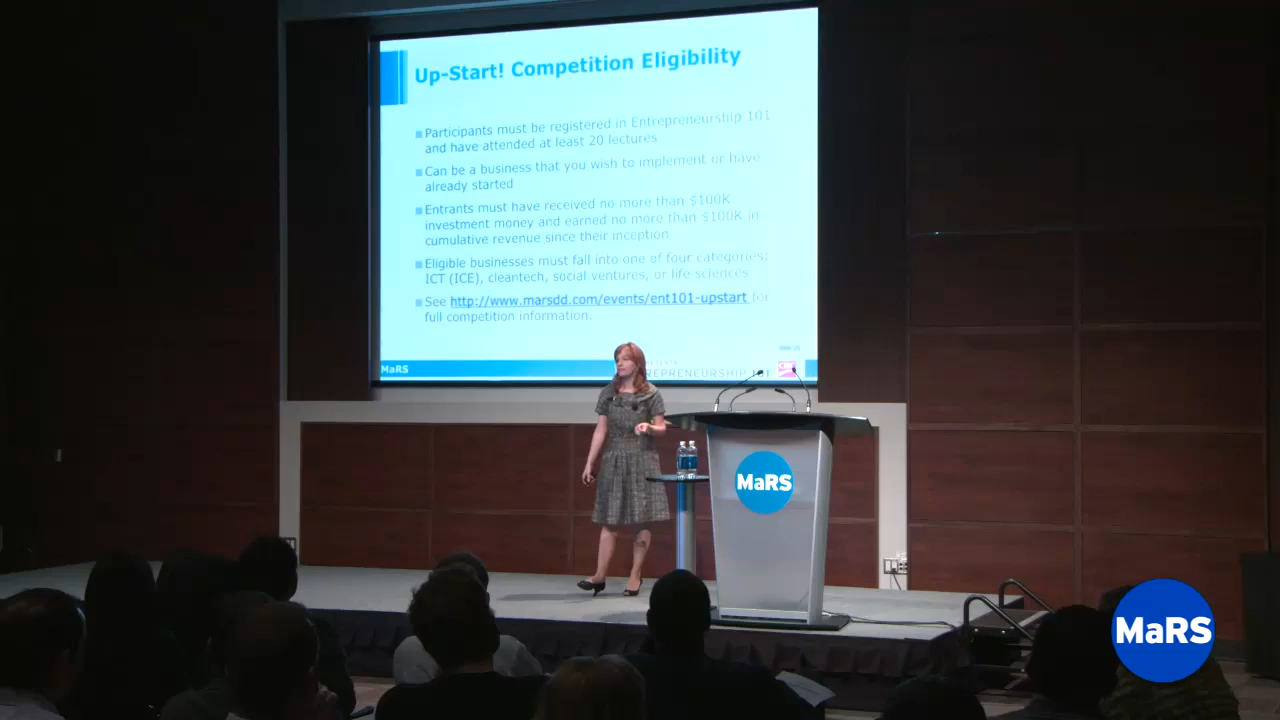 Up-Start! Competition Eligibility
Participants must be registered in Entrepreneurship 101
and have attended at least 20 lectures
Can be a business that you wish to implement or have
already started
Entrants must have received no more than $100K
investment money and earned no more than $100K in
cumulative revenue since their inception
Eligible businesses must fall into one of four categories:
ICT (ICE), cleantech, social ventures, or life sciences
See http://www.marsdd.com/events/ent101-upstart for
full competition information.
MaRS
REPRENEURSHIP 101
MaRS
MaRS